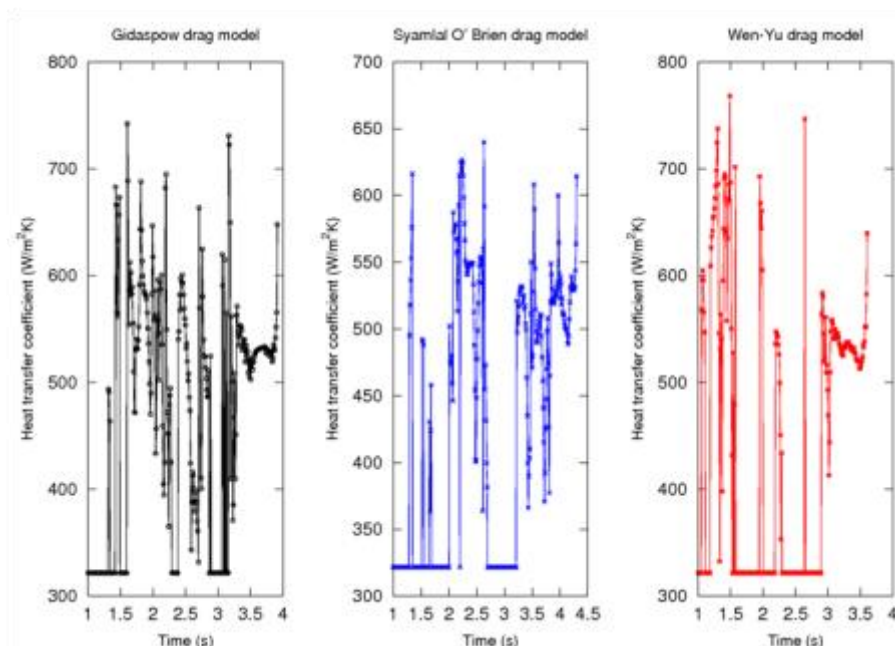 Gidaspow drag model
Heat transfer coefficient (W/m²K)
800
700
600
500
400
300
1 1.5 2 2.5 3 3.5 4
Time (s)
Syamlal O' Brien drag model
Heat transfer coefficient (W/m²K)
700
650
600
550
500
450
400
350
300
1 1.5 2 2.5 3 3.5 4 4.5
Time (s)
Wen-Yu drag model
Heat transfer coefficient (W/m²K)
800
700
600
500
400
300
1 1.5 2 2.5 3 3.5 4
Time (s)